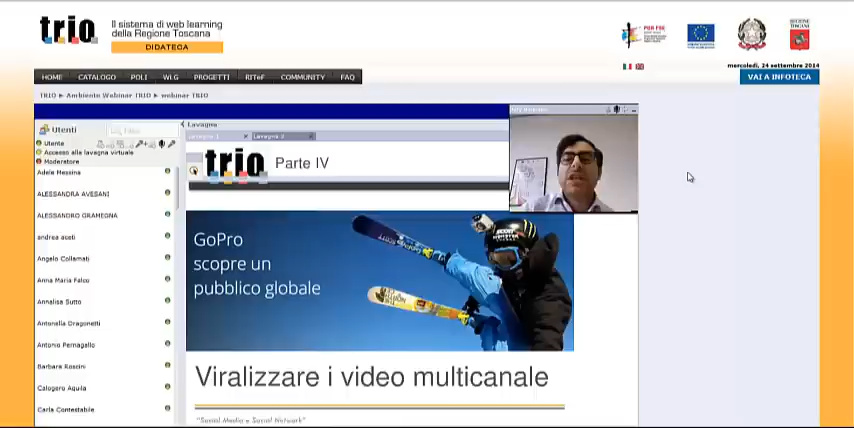 trio
Il sistema di web learning
della Regione Toscana
DIDATECA
POR FSE
REGIONE
TOSCANA
mercoledì, 24 settembre 2014
HOME CATALOGO POLI WLG PROGETTI RITeF COMMUNITY FAQ
VAI A INFOTECA
TRIO ► Ambiente Webinar TRIO ► webinar TRIO
Utenti
Filtro
Utente
Accesso alla lavagna virtuale
Moderatore
Adele Messina
ALESSANDRA AVESANI
ALESSANDRO GRAMEGNA
andrea aceti
Angelo Collamati
Anna Maria Falco
Annalisa Sutto
Antonella Dragonetti
Antonio Pernagallo
Barbara Roscini
Calogero Aquila
Carla Contestabile
Lavagna
Lavagna 1
Lavagna 2
trio
Parte IV
GoPro
scopre un
pubblico globale
SCOTT
Viralizzare i video multicanale
"Social Media e Social Network"